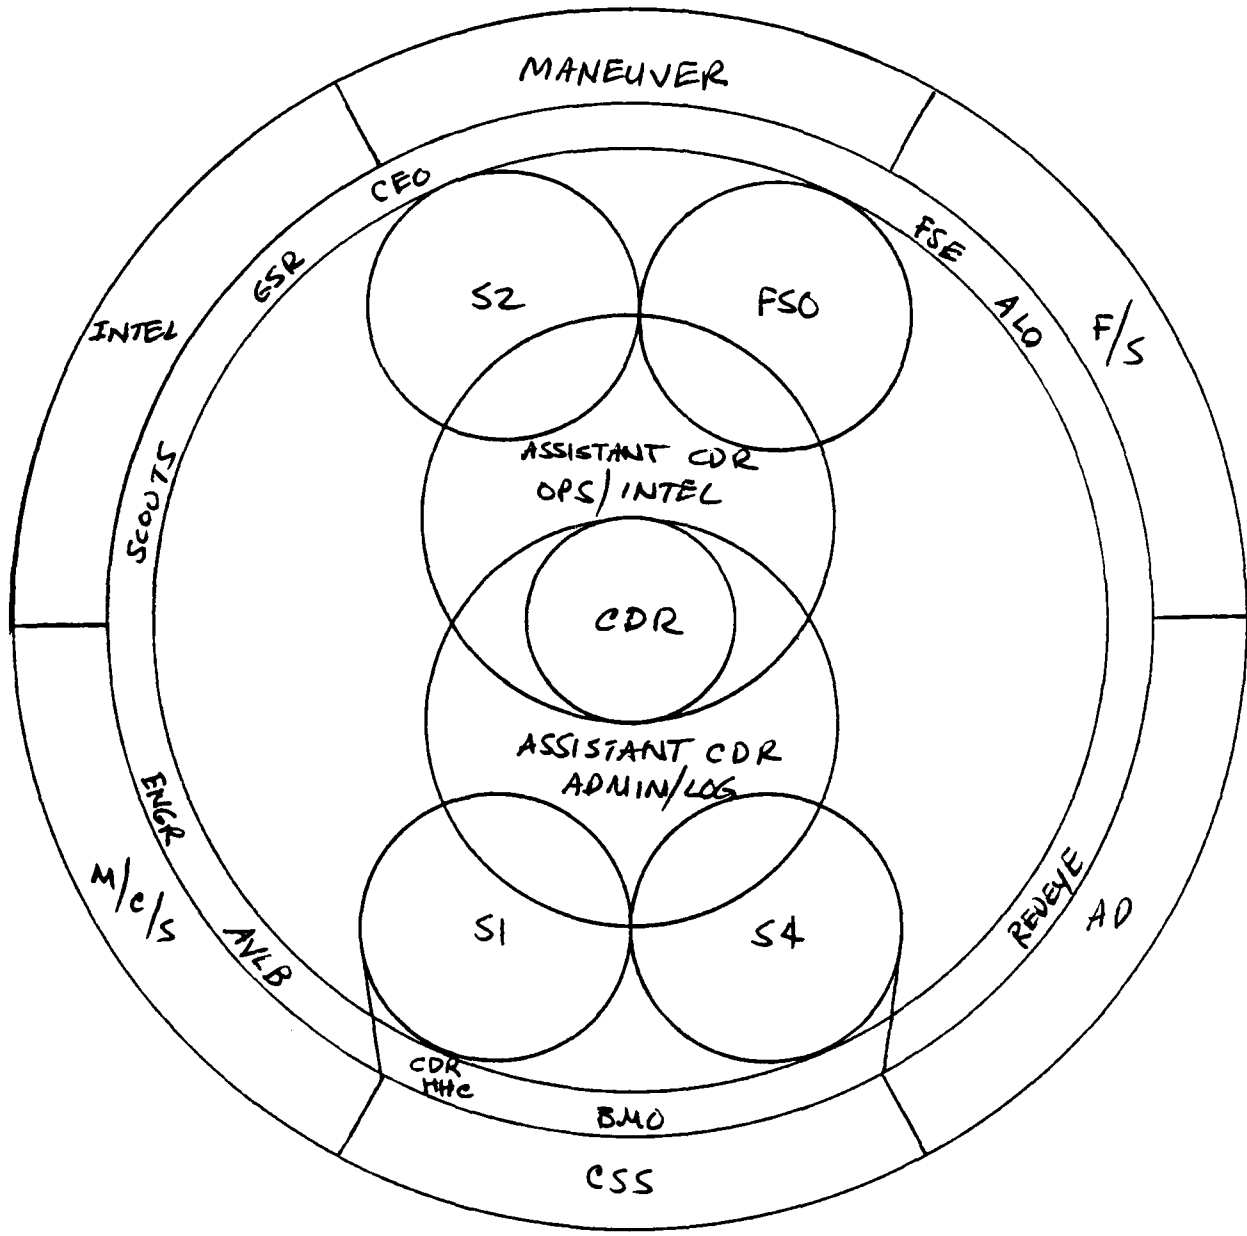 MANEUVER
CEO
GSR
FSE
ALO
S2
FSO
INTEL
F/S
SCOUTS
ASSISTANT CDR
OPS/INTEL
CDR
ASSISTANT CDR
ADMIN/LOG
ENGR
M/C/S
AVLB
S1
S4
REDEYE
AD
CDR
HHC
BMO
CSS